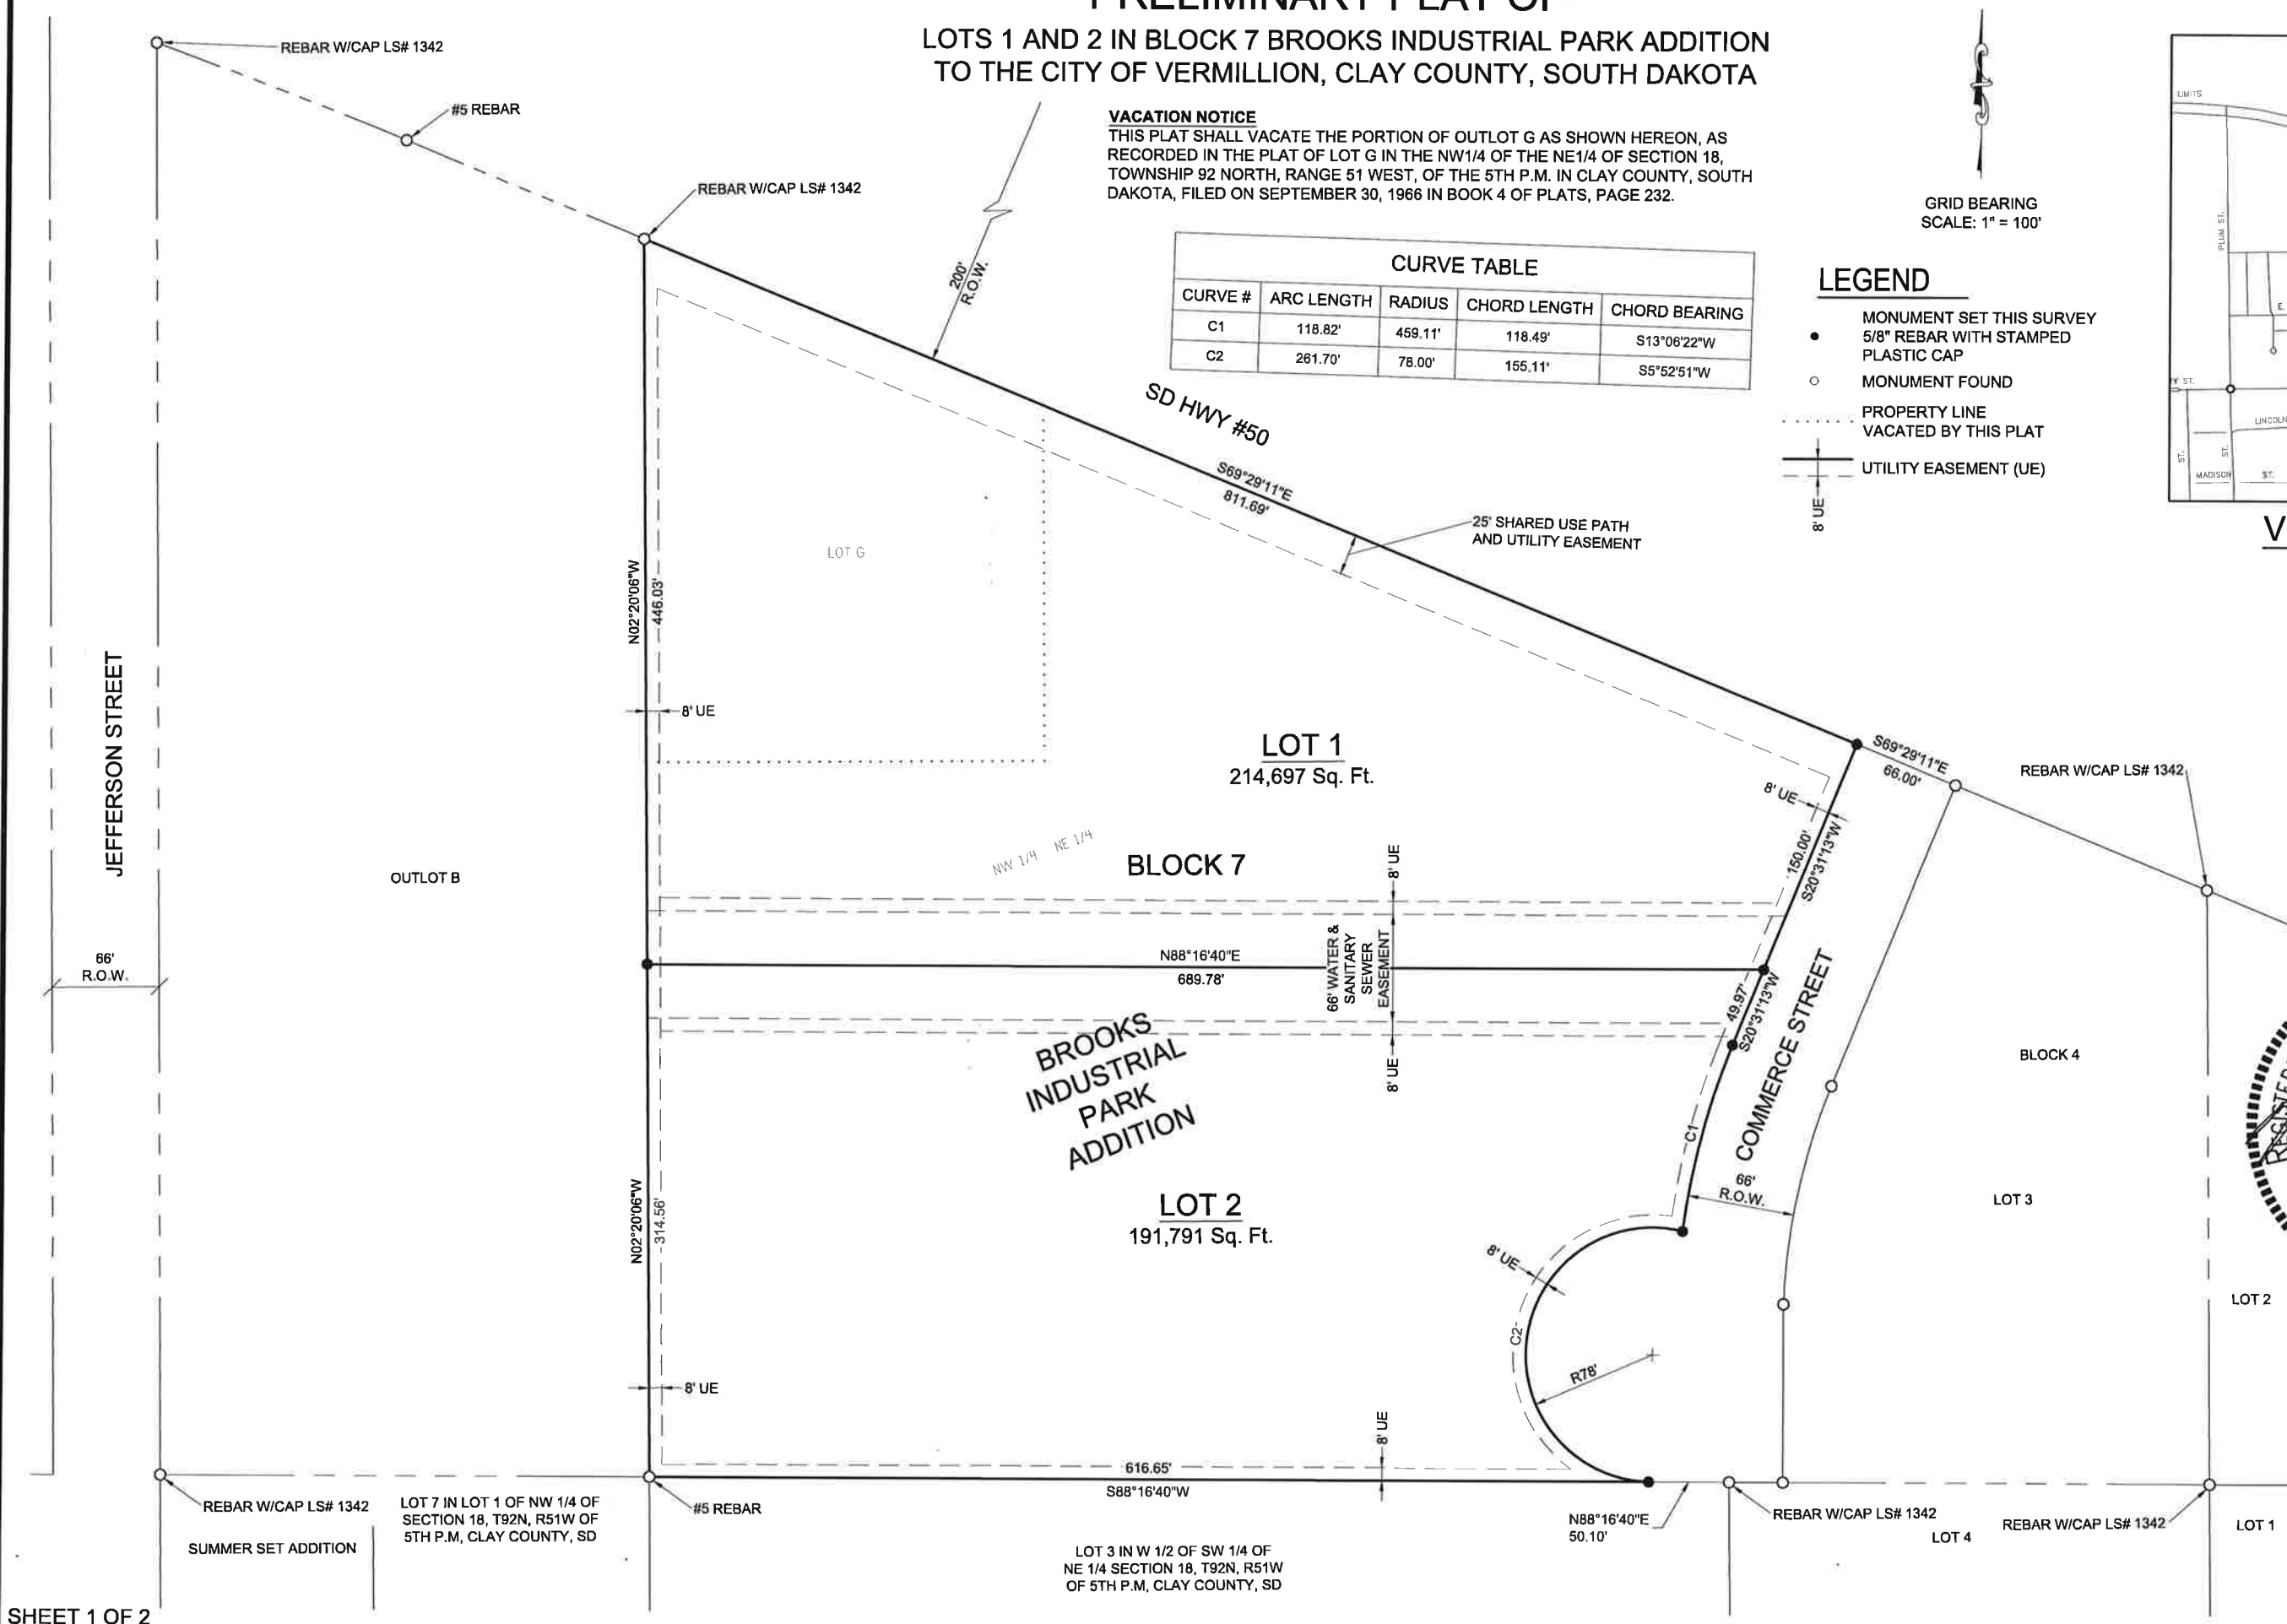 PRELIMINARY PLAT OF
LOTS 1 AND 2 IN BLOCK 7 BROOKS INDUSTRIAL PARK ADDITION
TO THE CITY OF VERMILLION, CLAY COUNTY, SOUTH DAKOTA
VACATION NOTICE
THIS PLAT SHALL VACATE THE PORTION OF OUTLOT G AS SHOWN HEREON, AS
RECORDED IN THE PLAT OF LOT G IN THE NW1/4 OF THE NE1/4 OF SECTION 18,
TOWNSHIP 92 NORTH, RANGE 51 WEST, OF THE 5TH P.M. IN CLAY COUNTY, SOUTH
DAKOTA, FILED ON SEPTEMBER 30, 1966 IN BOOK 4 OF PLATS, PAGE 232.
GRID BEARING
SCALE: 1" = 100'
CURVE TABLE
CURVE # ARC LENGTH RADIUS CHORD LENGTH CHORD BEARING
C1 118.82' 459.11' 118.49' S13°06'22"W
C2 261.70' 78.00' 155.11' S5°52'51"W
LEGEND
MONUMENT SET THIS SURVEY
5/8" REBAR WITH STAMPED
PLASTIC CAP
MONUMENT FOUND
PROPERTY LINE
VACATED BY THIS PLAT
UTILITY EASEMENT (UE)
8' UE
LIMITS
PLUM ST.
E.
ST.
LINCOLN
ST.
ST.
MADISON
ST.
V
REBAR W/CAP LS# 1342
#5 REBAR
REBAR W/CAP LS# 1342
200'
R.O.W.
SD HWY #50
S69°29'11"E
811.69'
25' SHARED USE PATH
AND UTILITY EASEMENT
LOT G
N02°20'06"W
446.03'
8' UE
JEFFERSON STREET
LOT 1
214,697 Sq. Ft.
S69°29'11"E
66.00'
REBAR W/CAP LS# 1342
8' UE
150.00'
S20°31'13"W
NW 1/4 NE 1/4
BLOCK 7
8' UE
OUTLOT B
66'
R.O.W.
N88°16'40"E
689.78'
66' WATER &
SANITARY
SEWER
EASEMENT
8' UE
49.97'
S20°31'13"W
COMMERCE STREET
BROOKS
INDUSTRIAL
PARK
ADDITION
BLOCK 4
C1
66'
R.O.W.
LOT 3
N02°20'06"W
314.56'
LOT 2
191,791 Sq. Ft.
8' UE
C2
R78'
LOT 2
8' UE
8' UE
616.65'
S88°16'40"W
REBAR W/CAP LS# 1342
LOT 7 IN LOT 1 OF NW 1/4 OF
SECTION 18, T92N, R51W OF
5TH P.M, CLAY COUNTY, SD
#5 REBAR
N88°16'40"E
50.10'
REBAR W/CAP LS# 1342
LOT 4
REBAR W/CAP LS# 1342
LOT 1
SUMMER SET ADDITION
LOT 3 IN W 1/2 OF SW 1/4 OF
NE 1/4 SECTION 18, T92N, R51W
OF 5TH P.M, CLAY COUNTY, SD
SHEET 1 OF 2